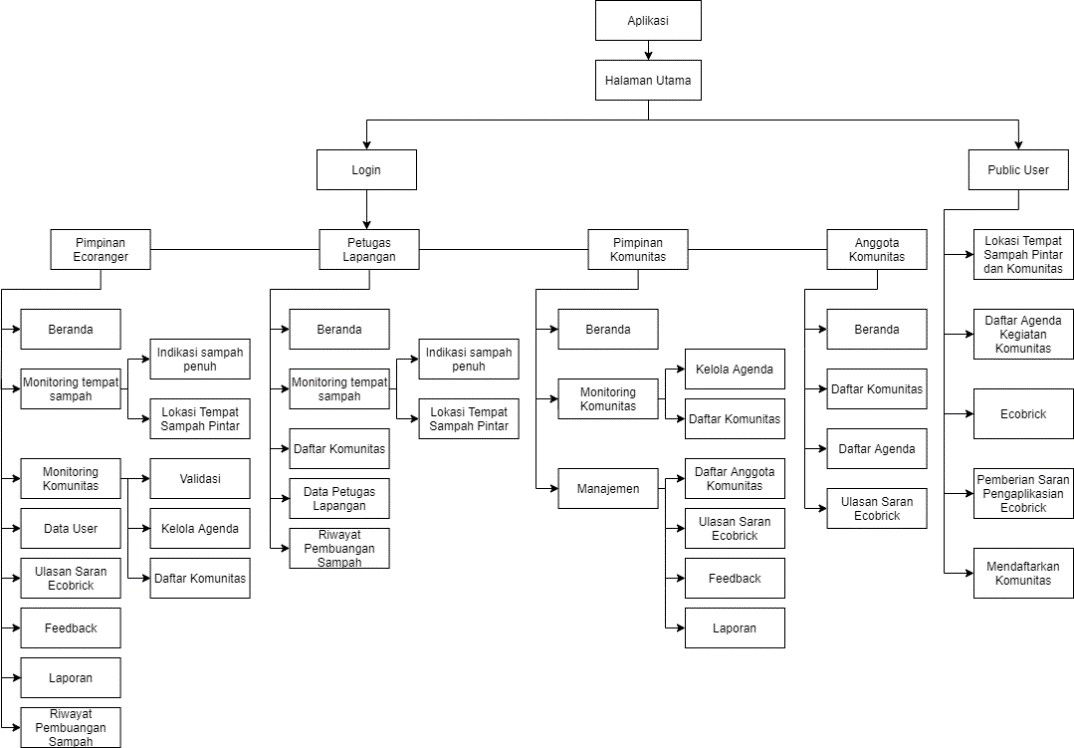 Aplikasi
Halaman Utama
Login
Public User
Pimpinan
Ecoranger
Petugas
Lapangan
Pimpinan
Komunitas
Anggota
Komunitas
Beranda
Monitoring tempat
sampah
Indikasi sampah
penuh
Lokasi Tempat
Sampah Pintar
Monitoring
Komunitas
Validasi
Kelola Agenda
Daftar Komunitas
Data User
Ulasan Saran
Ecobrick
Feedback
Laporan
Riwayat
Pembuangan
Sampah
Beranda
Monitoring tempat
sampah
Indikasi sampah
penuh
Lokasi Tempat
Sampah Pintar
Daftar Komunitas
Data Petugas
Lapangan
Riwayat
Pembuangan
Sampah
Beranda
Monitoring
Komunitas
Kelola Agenda
Daftar Komunitas
Manajemen
Daftar Anggota
Komunitas
Ulasan Saran
Ecobrick
Feedback
Laporan
Beranda
Daftar Komunitas
Daftar Agenda
Ulasan Saran
Ecobrick
Lokasi Tempat
Sampah Pintar
dan Komunitas
Daftar Agenda
Kegiatan
Komunitas
Ecobrick
Pemberian Saran
Pengaplikasian
Ecobrick
Mendaftarkan
Komunitas